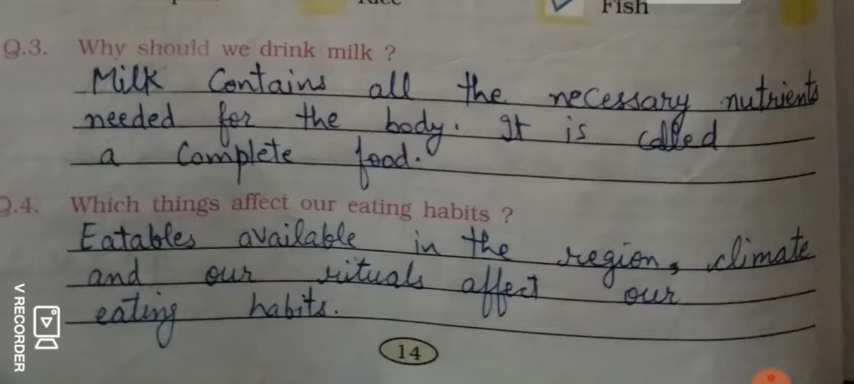 Fish
Q.3. Why should we drink milk ?
Milk Contains all the necessary nutrients
needed for the body. It is called
a Complete food.
Q.4. Which things affect our eating habits ?
Eatables available in the region, climate
and our rituals affect our
eating habits.
14
V RECORDER